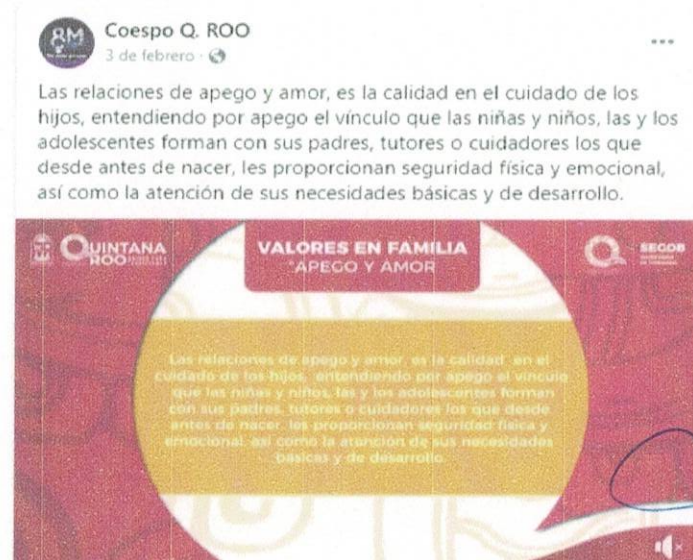 8M
Coespo Q. ROO
3 de febrero ·
Las relaciones de apego y amor, es la calidad en el cuidado de los
hijos, entendiendo por apego el vínculo que las niñas y niños, las y los
adolescentes forman con sus padres, tutores o cuidadores los que
desde antes de nacer, les proporcionan seguridad física y emocional,
así como la atención de sus necesidades básicas y de desarrollo.
QUINTANA
ROO
VALORES EN FAMILIA
"APEGO Y AMOR
SEGOB
Las relaciones de apego y amor, es la calidad en el
cuidado de los hijos, entendiendo por apego el vínculo
que las niñas y niños, las y los adolescentes forman
con sus padres, tutores o cuidadores los que desde
antes de nacer, les proporcionan seguridad física y
emocional, así como la atención de sus necesidades
básicas y de desarrollo.